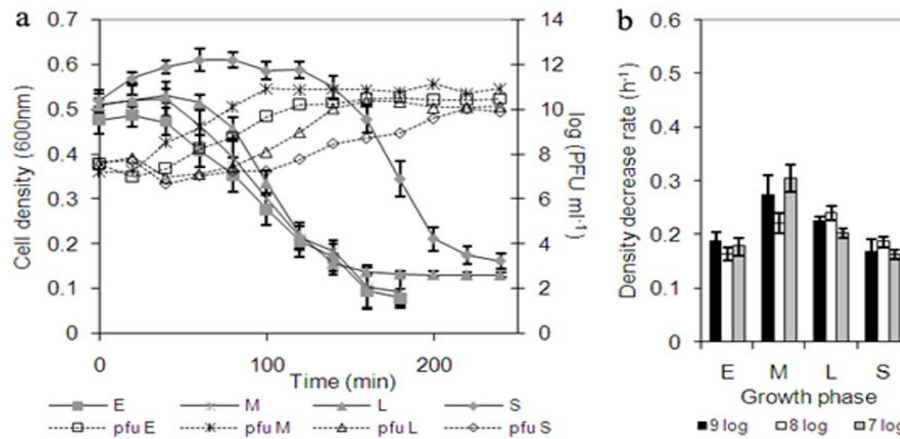 a
b
0.7
0.6
0.5
0.4
0.3
0.2
0.1
0
Cell density (600nm)
14
12
10
8
6
4
2
0
log (PFU ml-1)
0
100
200
Time (min)
E
M
L
S
pfu E
pfu M
pfu L
pfu S
0.6
0.5
0.4
0.3
0.2
0.1
0
Density decrease rate (h-1)
E
M
L
S
Growth phase
9 log
8 log
7 log